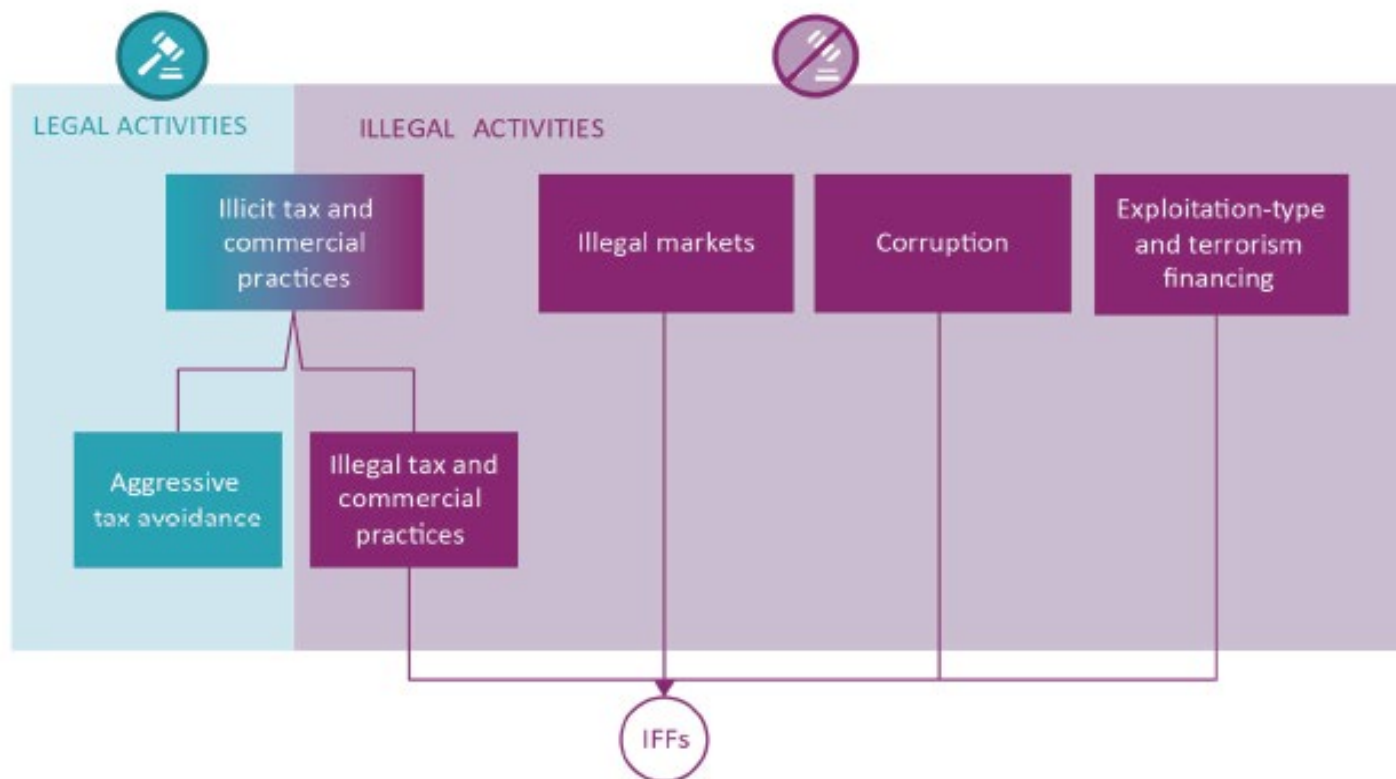 LEGAL ACTIVITIES
ILLEGAL ACTIVITIES
Illicit tax and
commercial
practices
Illegal markets
Corruption
Exploitation-type
and terrorism
financing
Aggressive
tax avoidance
Illegal tax and
commercial
practices
IFFs